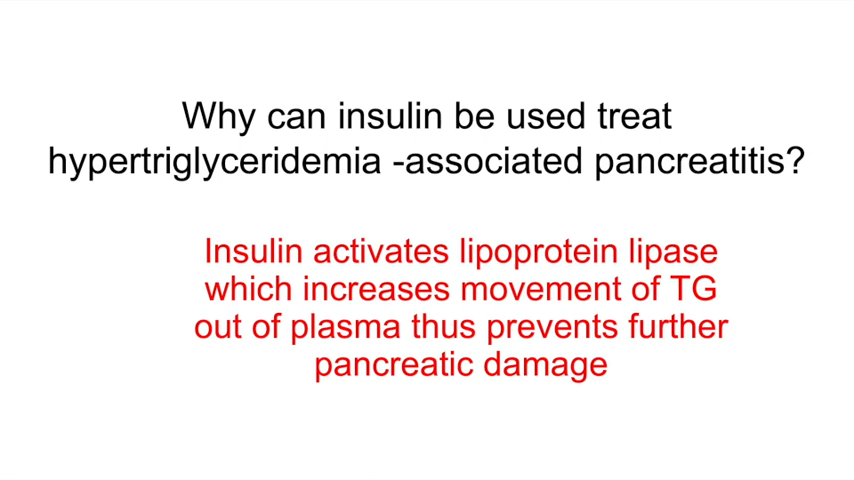 Why can insulin be used treat
hypertriglyceridemia -associated pancreatitis?
Insulin activates lipoprotein lipase
which increases movement of TG
out of plasma thus prevents further
pancreatic damage